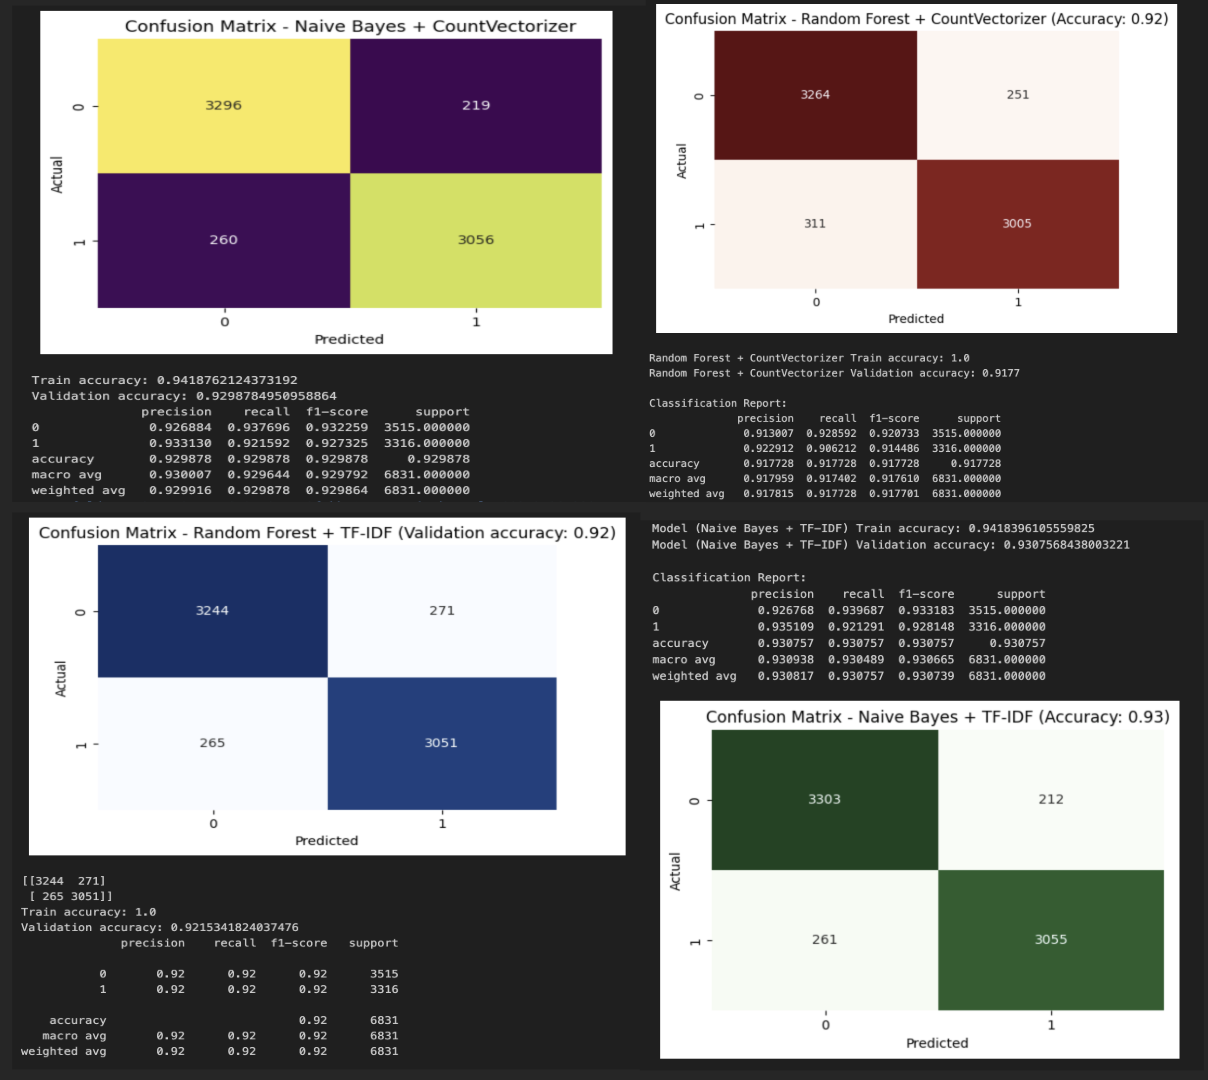 Confusion Matrix - Naive Bayes + CountVectorizer
Actual
0
3296 219
1
260 3056
0 1
Predicted
Train accuracy: 0.9418762124373192
Validation accuracy: 0.9298784950958864
precision recall f1-score support
0 0.926884 0.937696 0.932259 3515.000000
1 0.933130 0.921592 0.927325 3316.000000
accuracy 0.929878 0.929878 0.929878 0.929878
macro avg 0.930007 0.929644 0.929792 6831.000000
weighted avg 0.929916 0.929878 0.929864 6831.000000
Confusion Matrix - Random Forest + CountVectorizer (Accuracy: 0.92)
Actual
0
3264 251
1
311 3005
0 1
Predicted
Random Forest + CountVectorizer Train accuracy: 1.0
Random Forest + CountVectorizer Validation accuracy: 0.9177
Classification Report:
precision recall f1-score support
0 0.913007 0.928592 0.920733 3515.000000
1 0.922912 0.906212 0.914486 3316.000000
accuracy 0.917728 0.917728 0.917728 0.917728
macro avg 0.917959 0.917402 0.917610 6831.000000
weighted avg 0.917815 0.917728 0.917701 6831.000000
Confusion Matrix - Random Forest + TF-IDF (Validation accuracy: 0.92)
Actual
0
3244 271
1
265 3051
0 1
Predicted
[[3244 271]
[ 265 3051]]
Train accuracy: 1.0
Validation accuracy: 0.9215341824037476
precision recall f1-score support
0 0.92 0.92 0.92 3515
1 0.92 0.92 0.92 3316
accuracy 0.92 6831
macro avg 0.92 0.92 0.92 6831
weighted avg 0.92 0.92 0.92 6831
Model (Naive Bayes + TF-IDF) Train accuracy: 0.9418396105559825
Model (Naive Bayes + TF-IDF) Validation accuracy: 0.9307568438003221
Classification Report:
precision recall f1-score support
0 0.926768 0.939687 0.933183 3515.000000
1 0.935109 0.921291 0.928148 3316.000000
accuracy 0.930757 0.930757 0.930757 0.930757
macro avg 0.930938 0.930489 0.930665 6831.000000
weighted avg 0.930817 0.930757 0.930739 6831.000000
Confusion Matrix - Naive Bayes + TF-IDF (Accuracy: 0.93)
Actual
0
3303 212
1
261 3055
0 1
Predicted